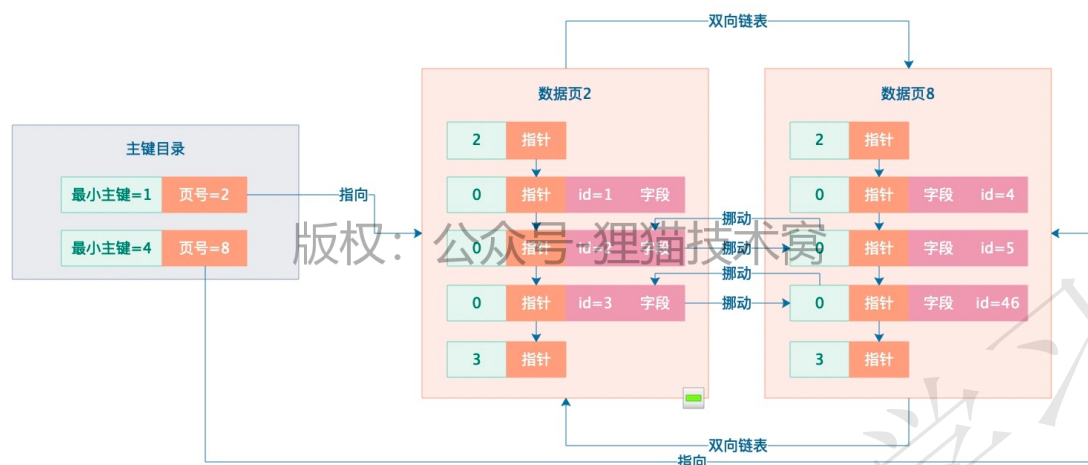 双向链表
数据页2
数据页8
主键目录
2 指针
2 指针
最小主键=1 页号=2
指向
0 指针 id=1 字段
0 指针 字段 id=4
挪动
最小主键=4 页号=8
0 指针 id=2 字段
挪动
0 指针 字段 id=5
版权：公众号 狸猫技术窝
挪动
0 指针 id=3 字段
挪动
0 指针 字段 id=46
3 指针
3 指针
双向链表
指向